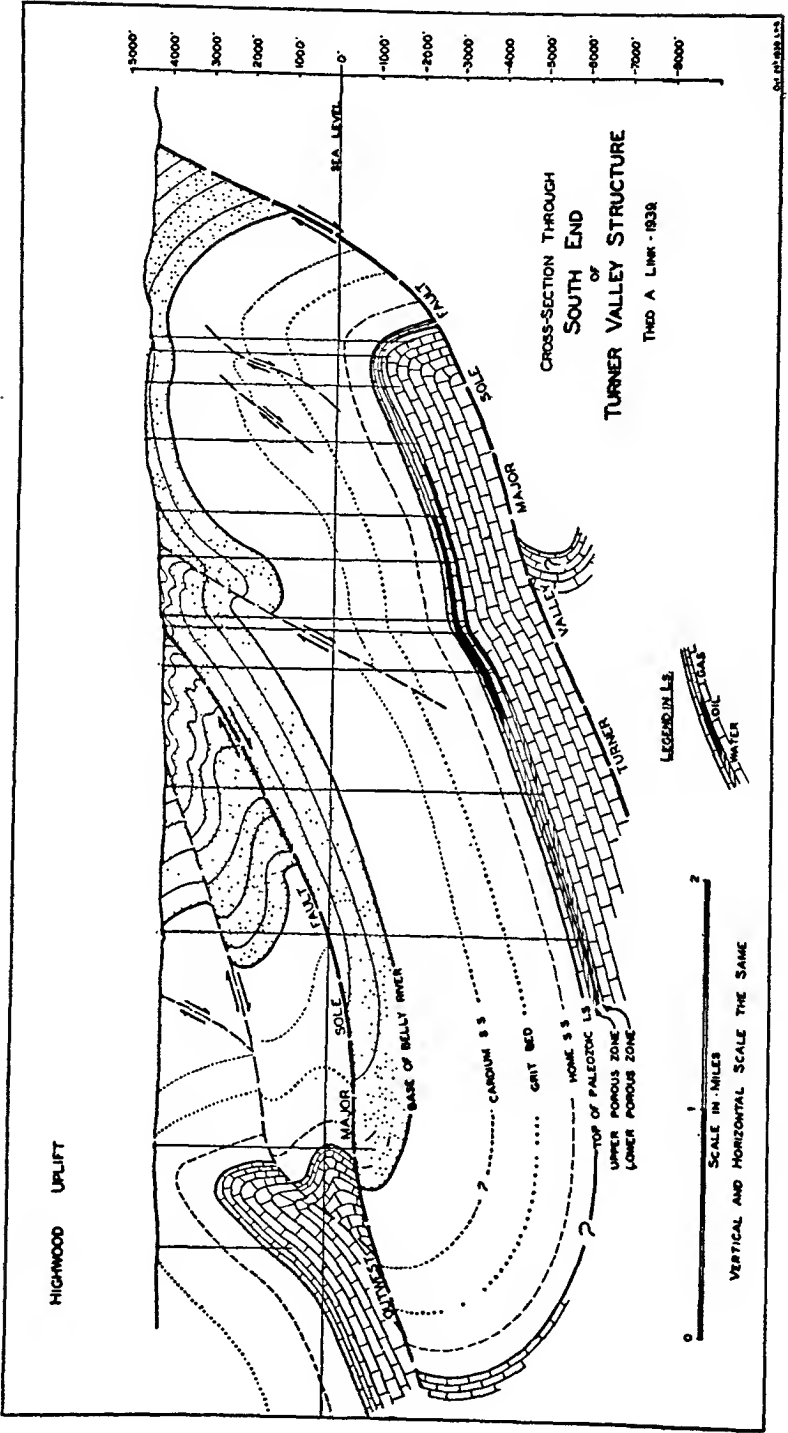 HIGHWOOD UPLIFT
5000'
4000'
3000'
2000'
1000'
0'
-1000'
-2000'
-3000'
-4000
-5000'
-6000'
-7000'
-8000'
SEA LEVEL
CROSS-SECTION THROUGH
SOUTH END
OF
TURNER VALLEY STRUCTURE
THEO A LINK - 1939
OUTWEST MAJOR SOLE FAULT
BASE OF BELLY RIVER
? CARDIUM S S
GRIT BED
HOME S S
? TOP OF PALEOZOIC LS
UPPER POROUS ZONE
LOWER POROUS ZONE
TURNER VALLEY MAJOR SOLE FAULT
?
LEGEND IN LS.
GAS
OIL
WATER
0 1 2
SCALE IN MILES
VERTICAL AND HORIZONTAL SCALE THE SAME